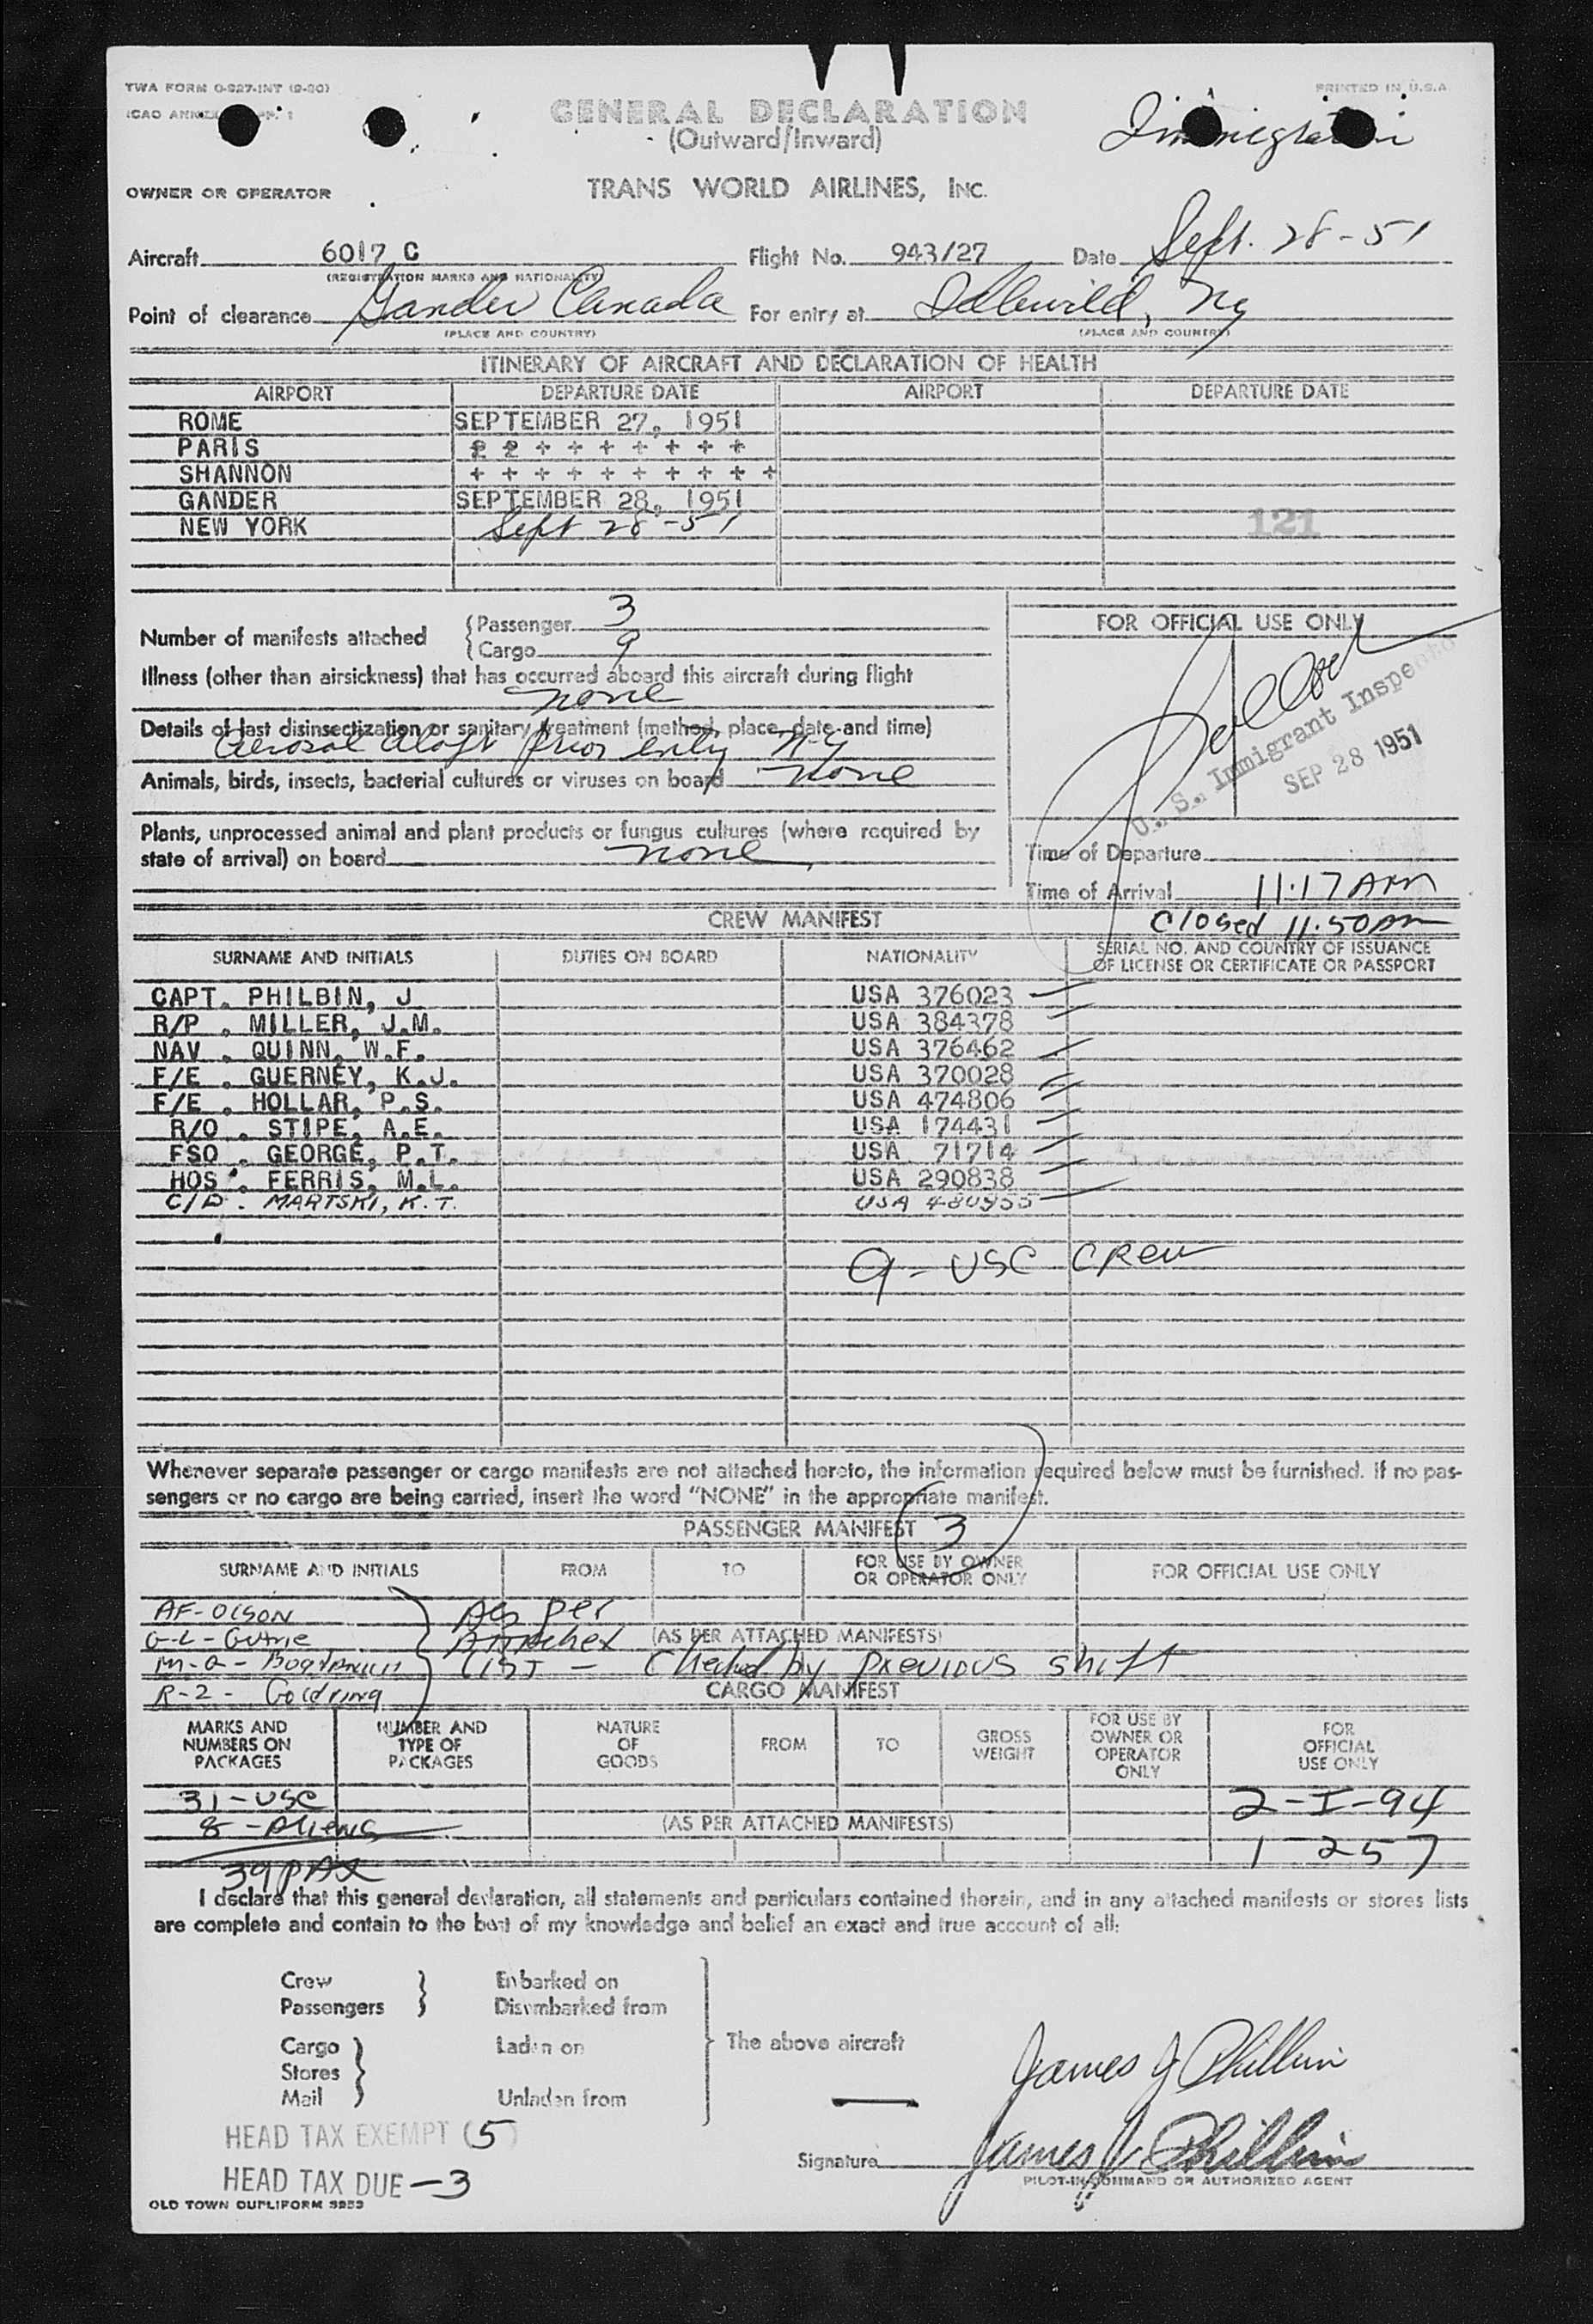 TWA FORM O-927-INT (9-50)
PRINTED IN U.S.A
ICAO
GENERAL DECLARATION
Immigration
(Outward/Inward)
OWNER OR OPERATOR TRANS WORLD AIRLINES, INC.
Aircraft 6017 C Flight No. 943/27 Date Sept. 28-51
(REGISTRATION MARKS AND NATIONALITY)
Point of clearance Gander Canada For entry at Idlewild, NY
(PLACE AND COUNTRY) (PLACE AND COUNTRY)
ITINERARY OF AIRCRAFT AND DECLARATION OF HEALTH
AIRPORT DEPARTURE DATE AIRPORT DEPARTURE DATE
ROME SEPTEMBER 27, 1951
PARIS + + + + + + +
SHANNON + + + + + + + + + +
GANDER SEPTEMBER 28, 1951
NEW YORK Sept 28-51
121
Number of manifests attached
{ Passenger 3
{ Cargo 9
FOR OFFICIAL USE ONLY
Illness (other than airsickness) that has occurred aboard this aircraft during flight
none
Details of last disinsectization or sanitary treatment (method, place, date and time)
Aerosol aloft prior entry N.Y
Animals, birds, insects, bacterial cultures or viruses on board none
U. S. Immigrant Inspector
SEP 28 1951
Plants, unprocessed animal and plant products or fungus cultures (where required by
state of arrival) on board none
Time of Departure
Time of Arrival 11:17 AM
Closed 11:50 AM
CREW MANIFEST
SURNAME AND INITIALS DUTIES ON BOARD NATIONALITY SERIAL NO. AND COUNTRY OF ISSUANCE
OF LICENSE OR CERTIFICATE OR PASSPORT
CAPT. PHILBIN, J USA 376023
R/P . MILLER, J.M. USA 384378
NAV . QUINN, W.F. USA 376462
F/E . GUERNEY, K.J. USA 370028
F/E . HOLLAR, P.S. USA 474806
R/O . STIPE, A.E. USA 174431
FSO . GEORGE, P.T. USA 71714
HOS . FERRIS, M.L. USA 290838
C/D . MARTSKI, K.T. USA
9 - USC CREW
Whenever separate passenger or cargo manifests are not attached hereto, the information required below must be furnished. If no pas-
sengers or no cargo are being carried, insert the word "NONE" in the appropriate manifest.
PASSENGER MANIFEST 3
SURNAME AND INITIALS FROM TO FOR USE BY OWNER
OR OPERATOR ONLY FOR OFFICIAL USE ONLY
AF-OLSON As per
G-L-Gutrie Attached (AS PER ATTACHED MANIFESTS)
M-A- LIST - Checked by previous shift
R-2- Goldring CARGO MANIFEST
MARKS AND
NUMBERS ON
PACKAGES
NUMBER AND
TYPE OF
PACKAGES
NATURE
OF
GOODS
FROM
TO
GROSS
WEIGHT
FOR USE BY
OWNER OR
OPERATOR
ONLY
FOR
OFFICIAL
USE ONLY
31-USC 2-I-94
8-Aliens (AS PER ATTACHED MANIFESTS)
1 257
39 PAX
I declare that this general declaration, all statements and particulars contained therein, and in any attached manifests or stores lists
are complete and contain to the best of my knowledge and belief an exact and true account of all:
Crew } Embarked on
Passengers } Disembarked from
Cargo } Laden on } The above aircraft
Stores
Mail } Unladen from
James J Philbin
HEAD TAX EXEMPT (5)
Signature James J Philbin
PILOT-IN-COMMAND OR AUTHORIZED AGENT
HEAD TAX DUE -3
OLD TOWN DUPLIFORM 3953